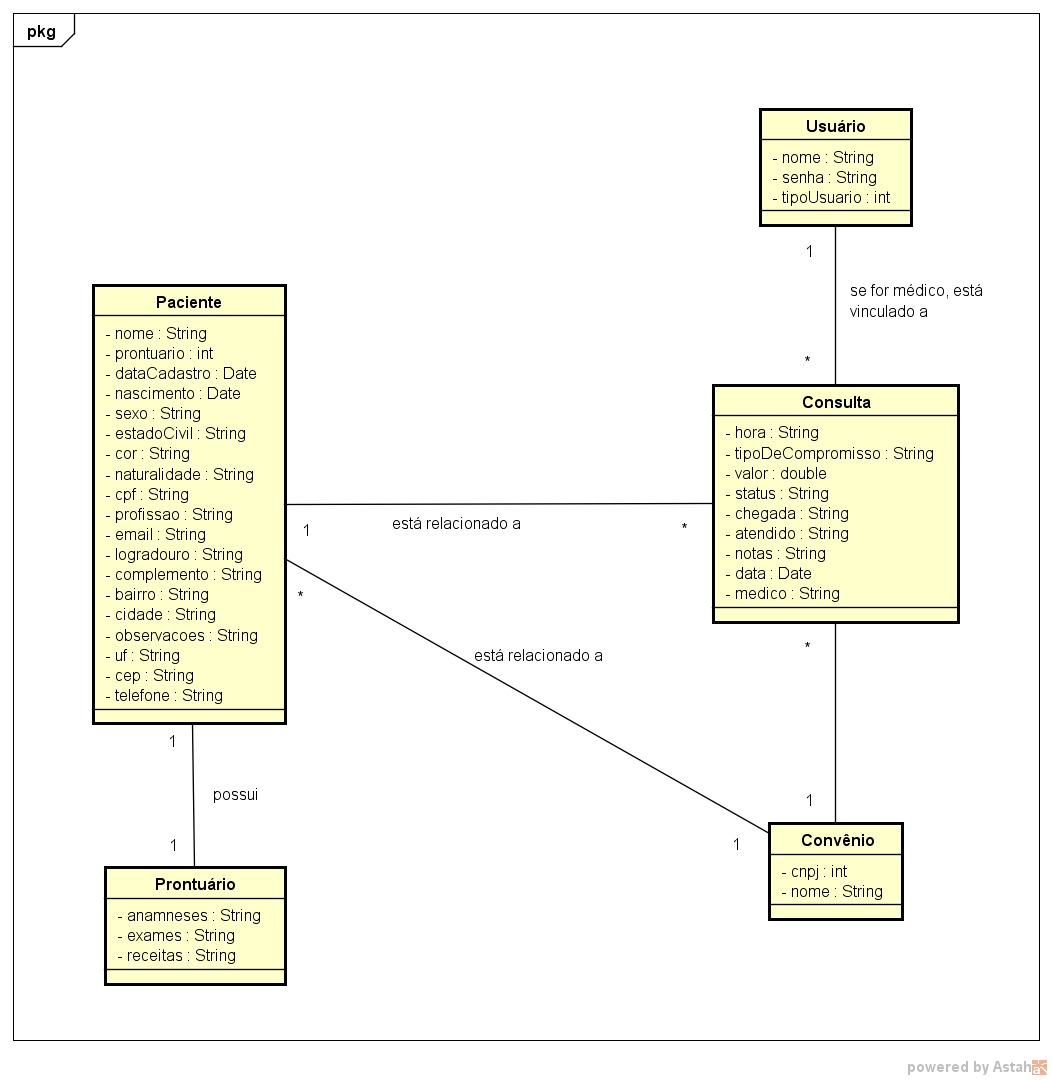 pkg
Usuário
- nome : String
- senha : String
- tipoUsuario : int
1
se for médico, está
vinculado a
*
Paciente
- nome : String
- prontuario : int
- dataCadastro : Date
- nascimento : Date
- sexo : String
- estadoCivil : String
- cor : String
- naturalidade : String
- cpf : String
- profissao : String
- email : String
- logradouro : String
- complemento : String
- bairro : String
- cidade : String
- observacoes : String
- uf : String
- cep : String
- telefone : String
Consulta
- hora : String
- tipoDeCompromisso : String
- valor : double
- status : String
- chegada : String
- atendido : String
- notas : String
- data : Date
- medico : String
1
está relacionado a
*
*
está relacionado a
1
*
1
1
possui
1
Convênio
- cnpj : int
- nome : String
Prontuário
- anamneses : String
- exames : String
- receitas : String
powered by Astah